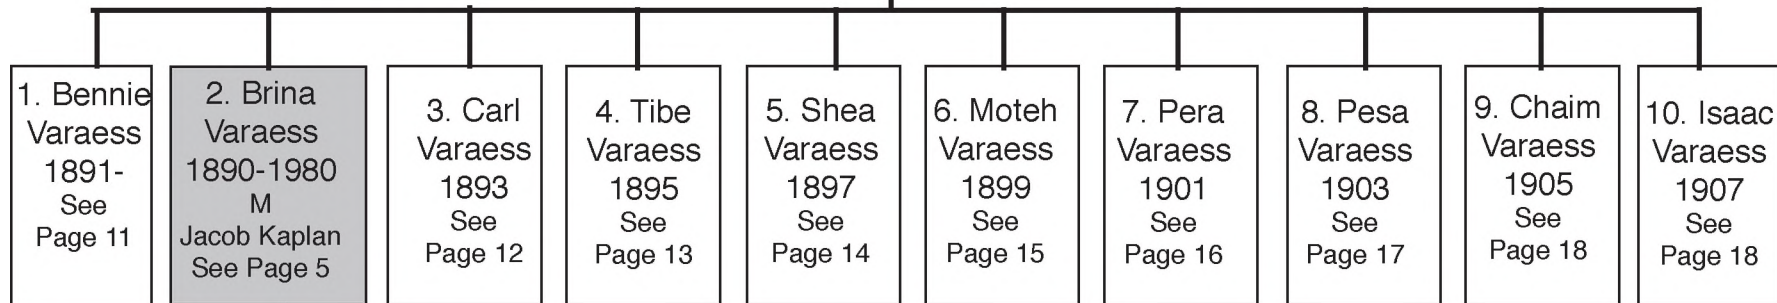 1. Bennie
Varaess
1891-
See
Page 11
2. Brina
Varaess
1890-1980
M
Jacob Kaplan
See Page 5
3. Carl
Varaess
1893
See
Page 12
4. Tibe
Varaess
1895
See
Page 13
5. Shea
Varaess
1897
See
Page 14
6. Moteh
Varaess
1899
See
Page 15
7. Pera
Varaess
1901
See
Page 16
8. Pesa
Varaess
1903
See
Page 17
9. Chaim
Varaess
1905
See
Page 18
10. Isaac
Varaess
1907
See
Page 18